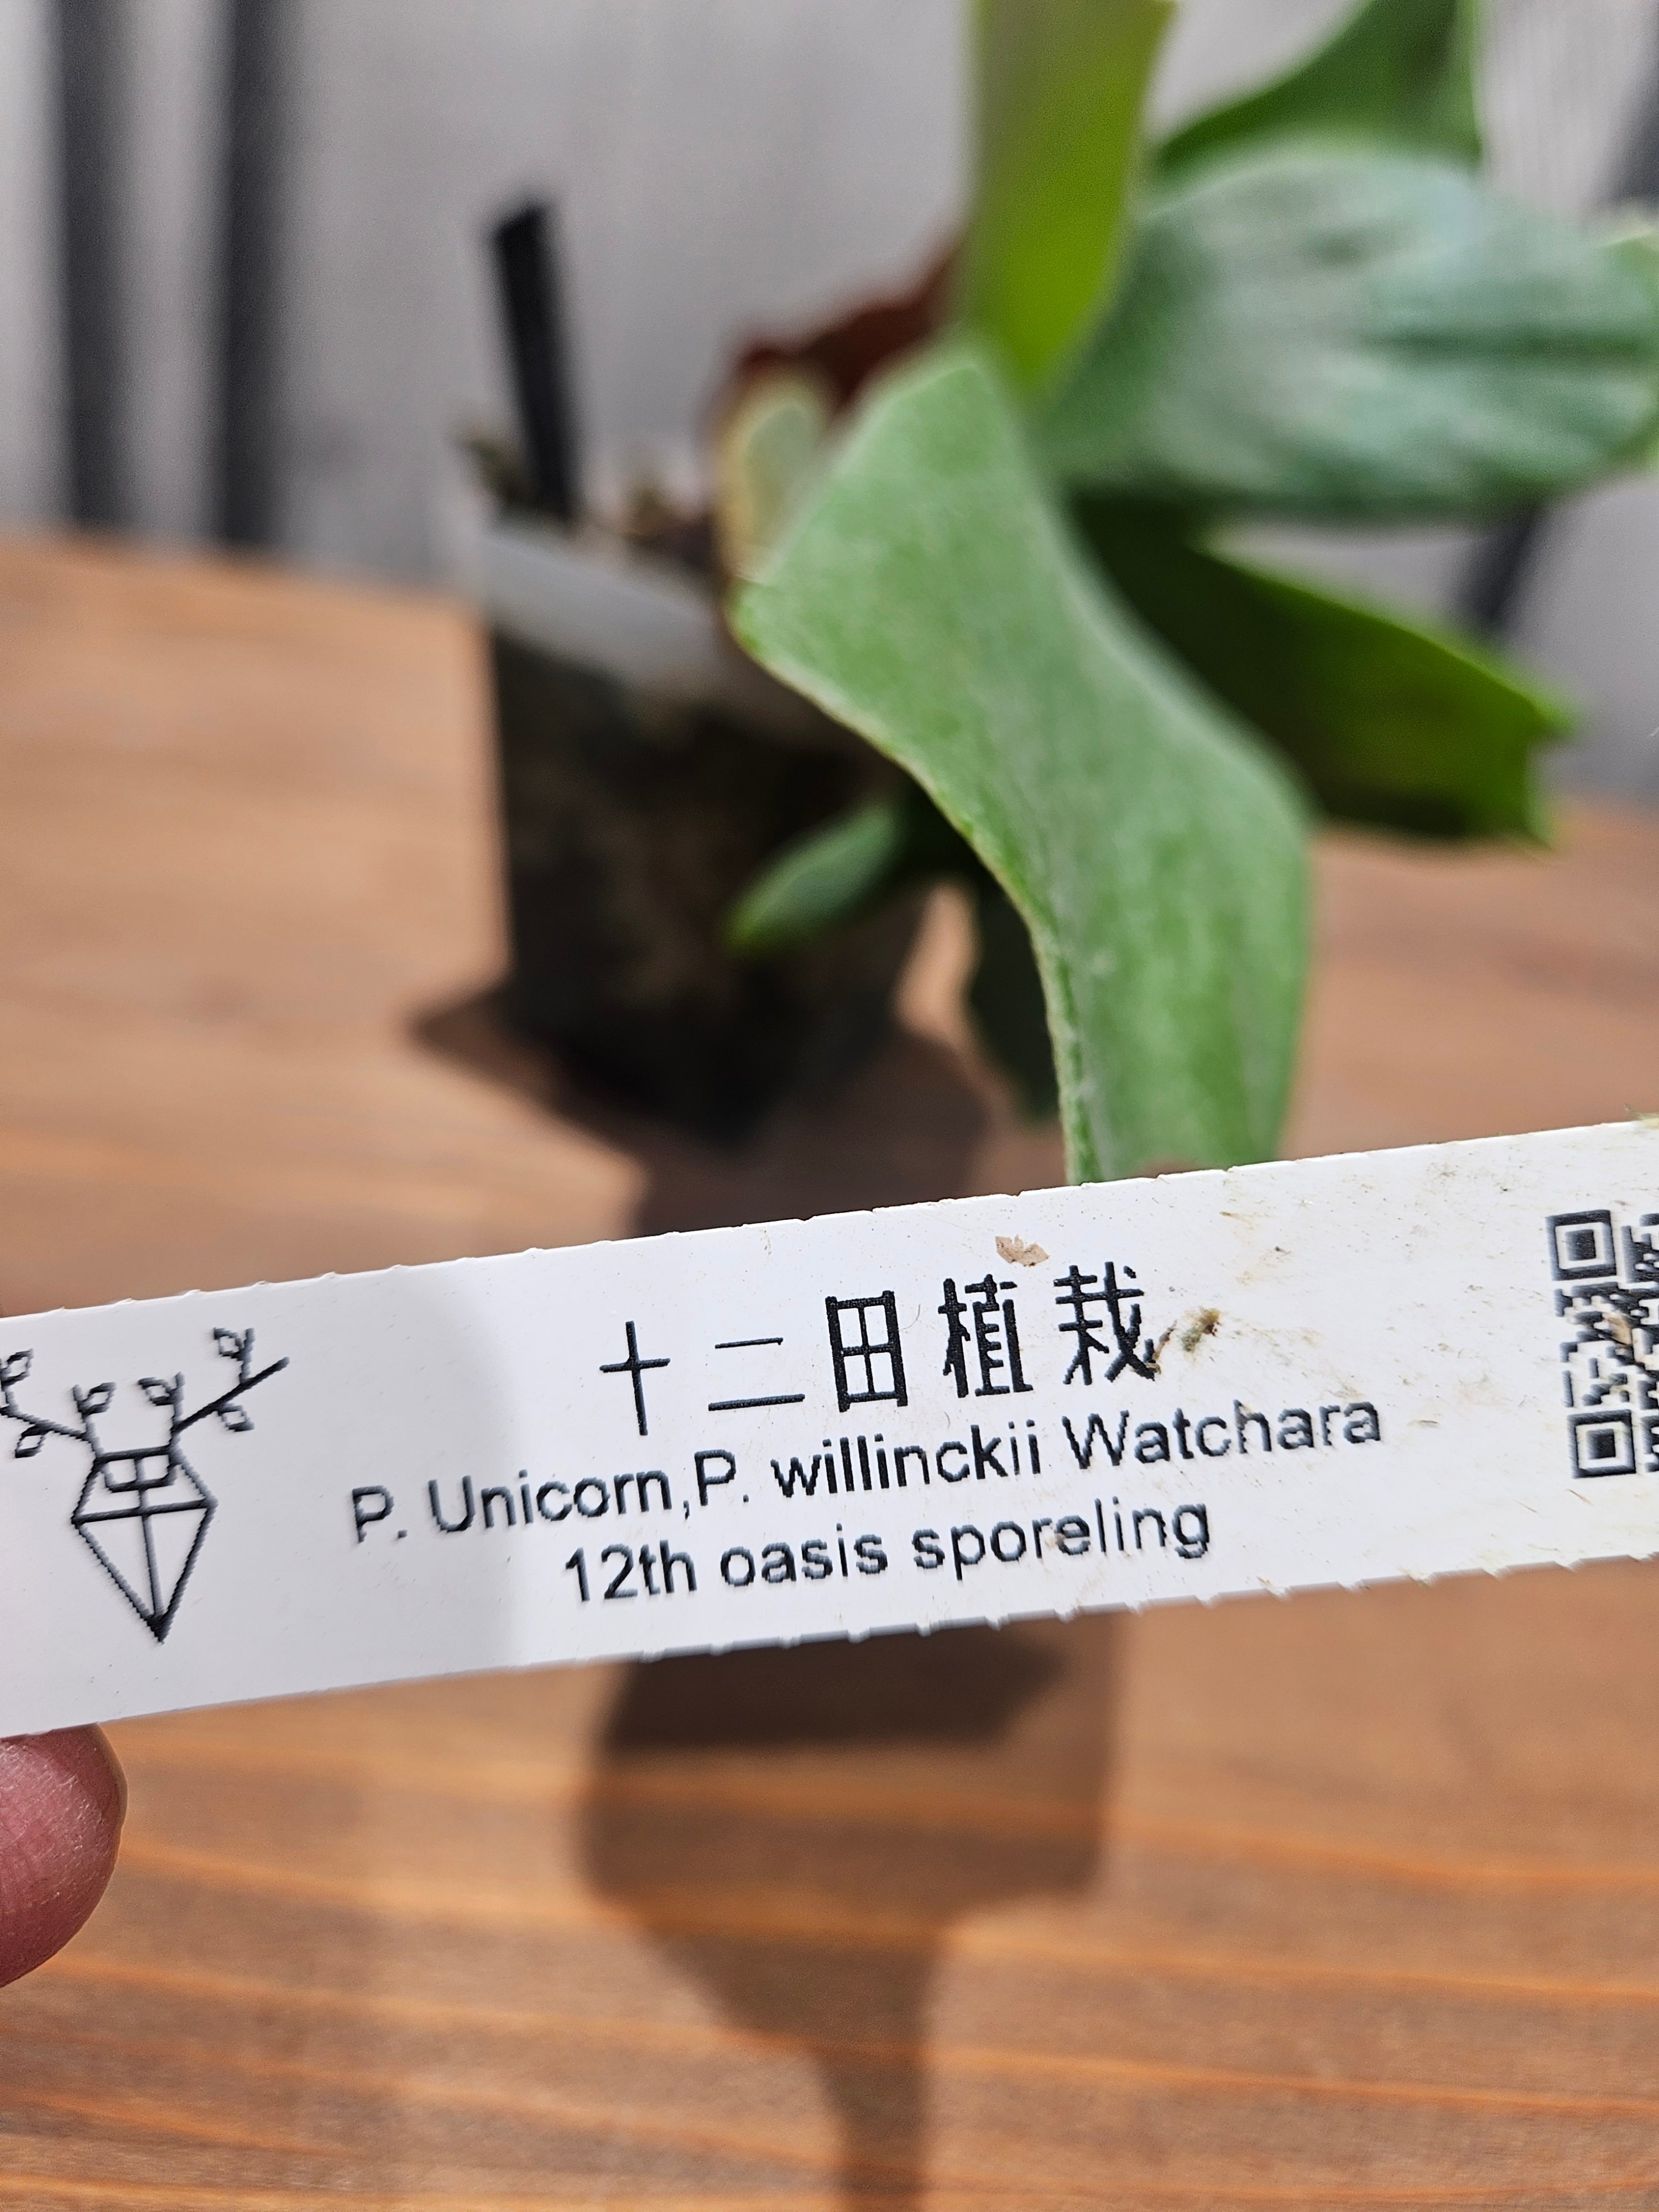 十二田植栽
P. Unicorn,P. willinckii Watchara
12th oasis sporeling